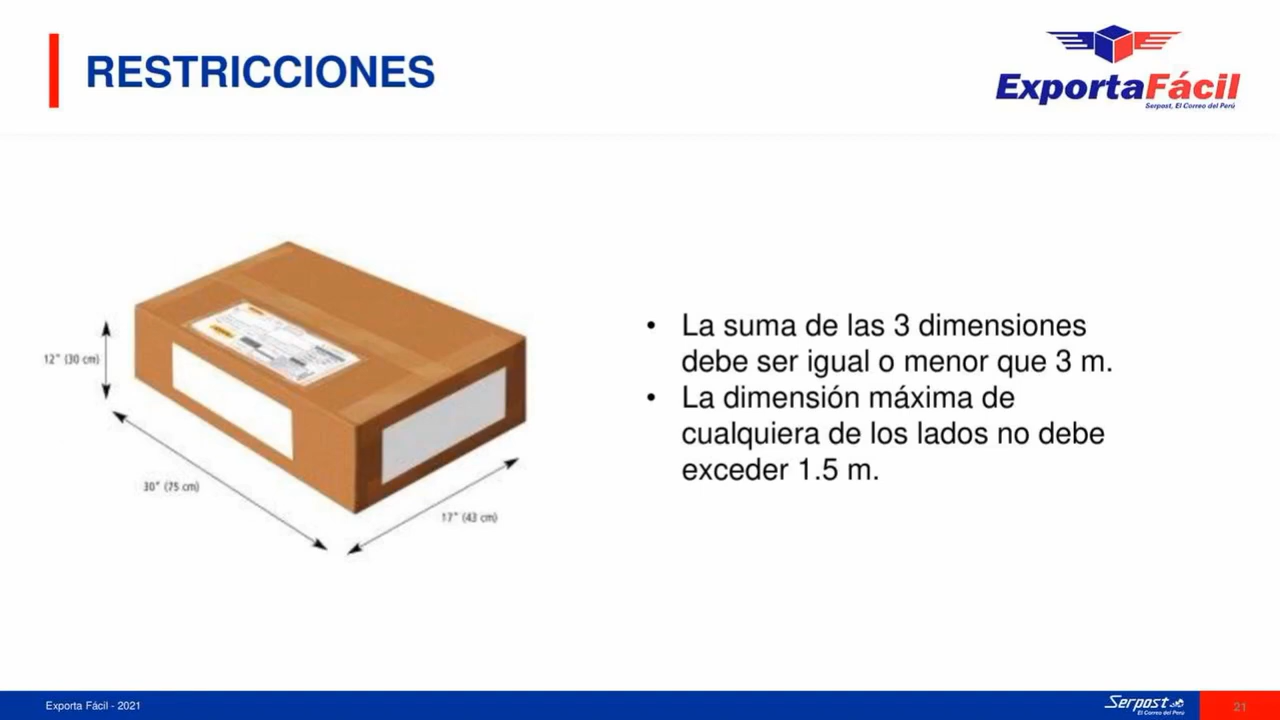 RESTRICCIONES
ExportaFácil
Serpost, El Correo del Perú
12" (30 cm)
30" (75 cm)
17" (43 cm)
• La suma de las 3 dimensiones
debe ser igual o menor que 3 m.
• La dimensión máxima de
cualquiera de los lados no debe
exceder 1.5 m.
Exporta Fácil - 2021
Serpost
El Correo del Perú
21